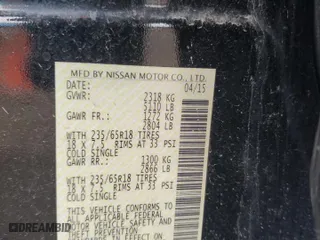 MFD BY NISSAN MOTOR CO., LTD.
DATE: 04/15
GVWR: 2318 KG
5110 LB
GAWR FR.: 1272 KG
2804 LB
WITH 235/65R18 TIRES
18 X 7.5 RIMS AT 33 PSI
COLD SINGLE
GAWR RR.: 1300 KG
2866 LB
WITH 235/65R18 TIRES
18 X 7.5 RIMS AT 33 PSI
COLD SINGLE
THIS VEHICLE CONFORMS TO
ALL APPLICABLE FEDERAL
MOTOR VEHICLE SAFETY AND
THEFT PREVENTION
DREAMBID